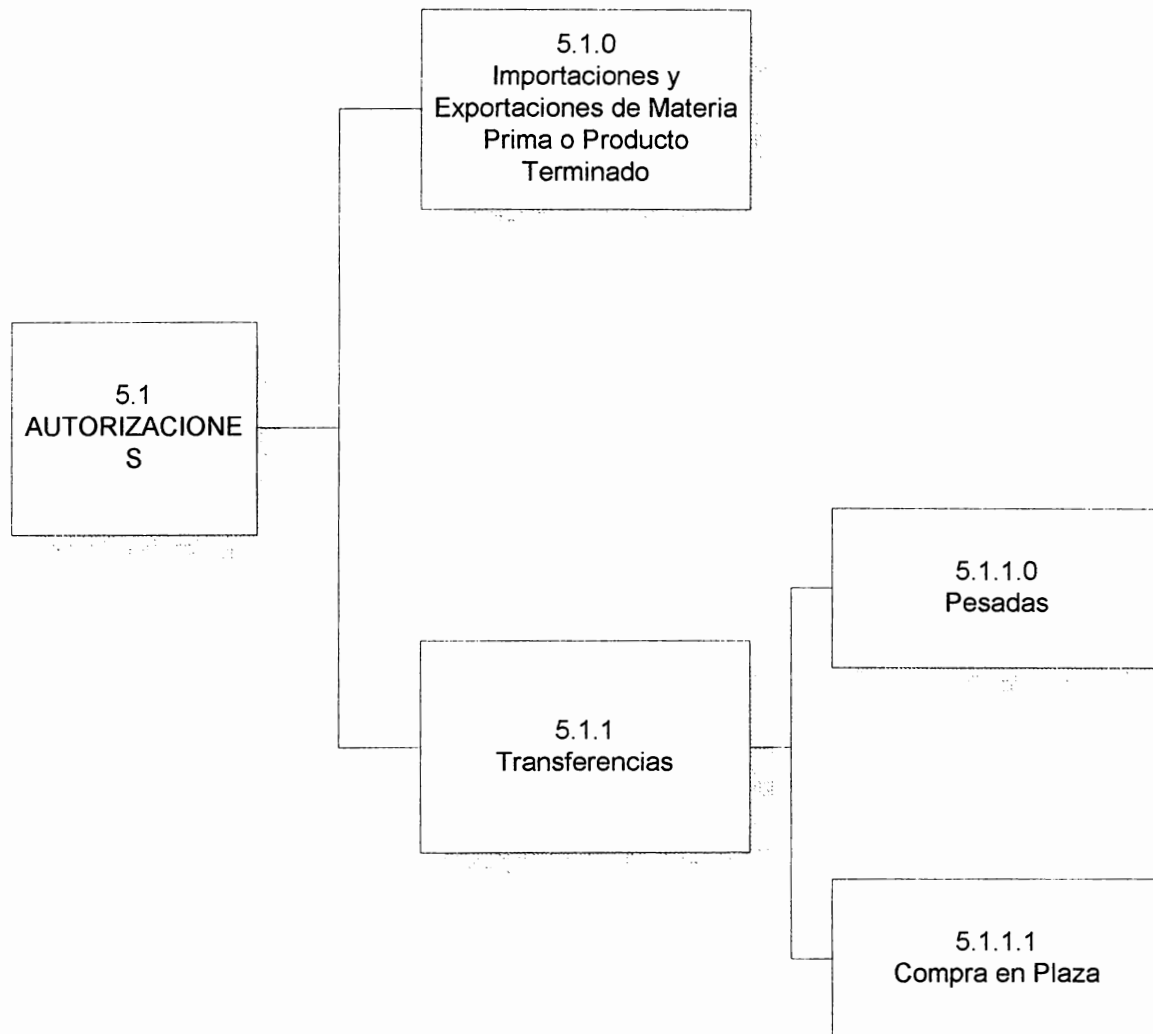 5.1.0
Importaciones y
Exportaciones de Materia
Prima o Producto
Terminado
5.1
AUTORIZACIONE
S
5.1.1.0
Pesadas
5.1.1
Transferencias
5.1.1.1
Compra en Plaza